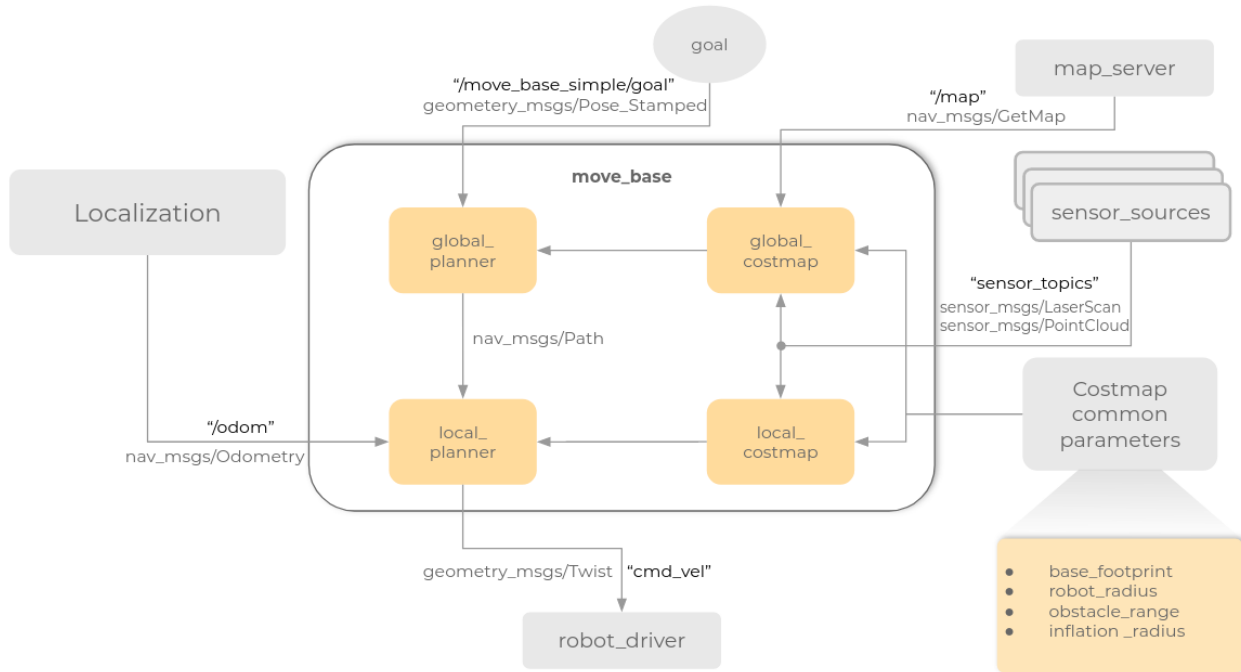 goal
map_server
“/move_base_simple/goal”
geometery_msgs/Pose_Stamped
“/map”
nav_msgs/GetMap
move_base
Localization
sensor_sources
global_
planner
global_
costmap
“sensor_topics”
sensor_msgs/LaserScan
sensor_msgs/PointCloud
nav_msgs/Path
Costmap
common
parameters
“/odom”
nav_msgs/Odometry
local_
planner
local_
costmap
geometry_msgs/Twist
“cmd_vel”
robot_driver
● base_footprint
● robot_radius
● obstacle_range
● inflation _radius